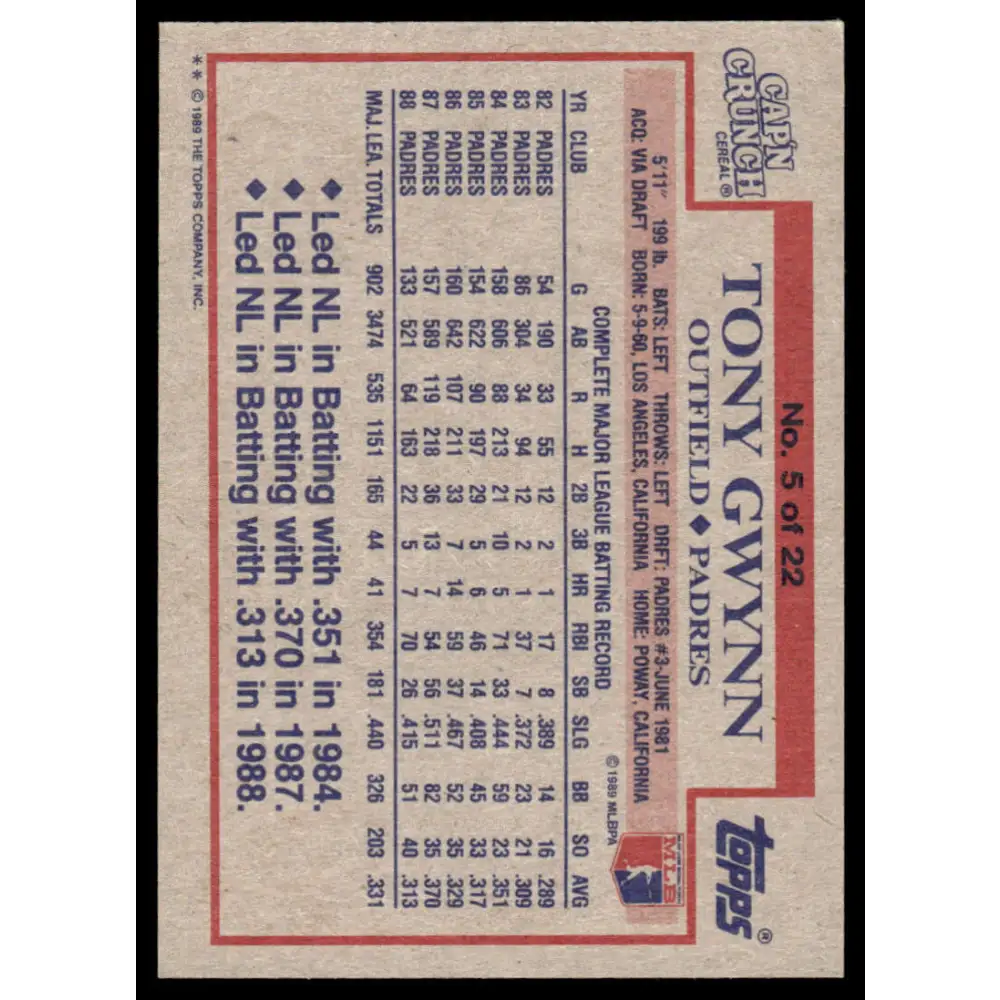 No. 5 of 22
CAP'N
CRUNCH
CEREAL ®
TONY GWYNN
topps ®
OUTFIELD ◆ PADRES
5'11" 199 lb. BATS: LEFT THROWS: LEFT DRFT: PADRES #3-JUNE 1981
ACQ: VIA DRAFT BORN: 5-9-60, LOS ANGELES, CALIFORNIA HOME: POWAY, CALIFORNIA
MLB
COMPLETE MAJOR LEAGUE BATTING RECORD
© 1989 MLBPA
YR CLUB G AB R H 2B 3B HR RBI SB SLG BB SO AVG
82 PADRES 54 190 33 55 12 2 1 17 8 .389 14 16 .289
83 PADRES 86 304 34 94 12 2 1 37 7 .372 23 21 .309
84 PADRES 158 606 88 213 21 10 5 71 33 .444 59 23 .351
85 PADRES 154 622 90 197 29 5 6 46 14 .408 45 33 .317
86 PADRES 160 642 107 211 33 7 14 59 37 .467 52 35 .329
87 PADRES 157 589 119 218 36 13 7 54 56 .511 82 35 .370
88 PADRES 133 521 64 163 22 5 7 70 26 .415 51 40 .313
MAJ. LEA. TOTALS 902 3474 535 1151 165 44 41 354 181 .440 326 203 .331
◆ Led NL in Batting with .351 in 1984.
◆ Led NL in Batting with .370 in 1987.
◆ Led NL in Batting with .313 in 1988.
** © 1989 THE TOPPS COMPANY, INC.